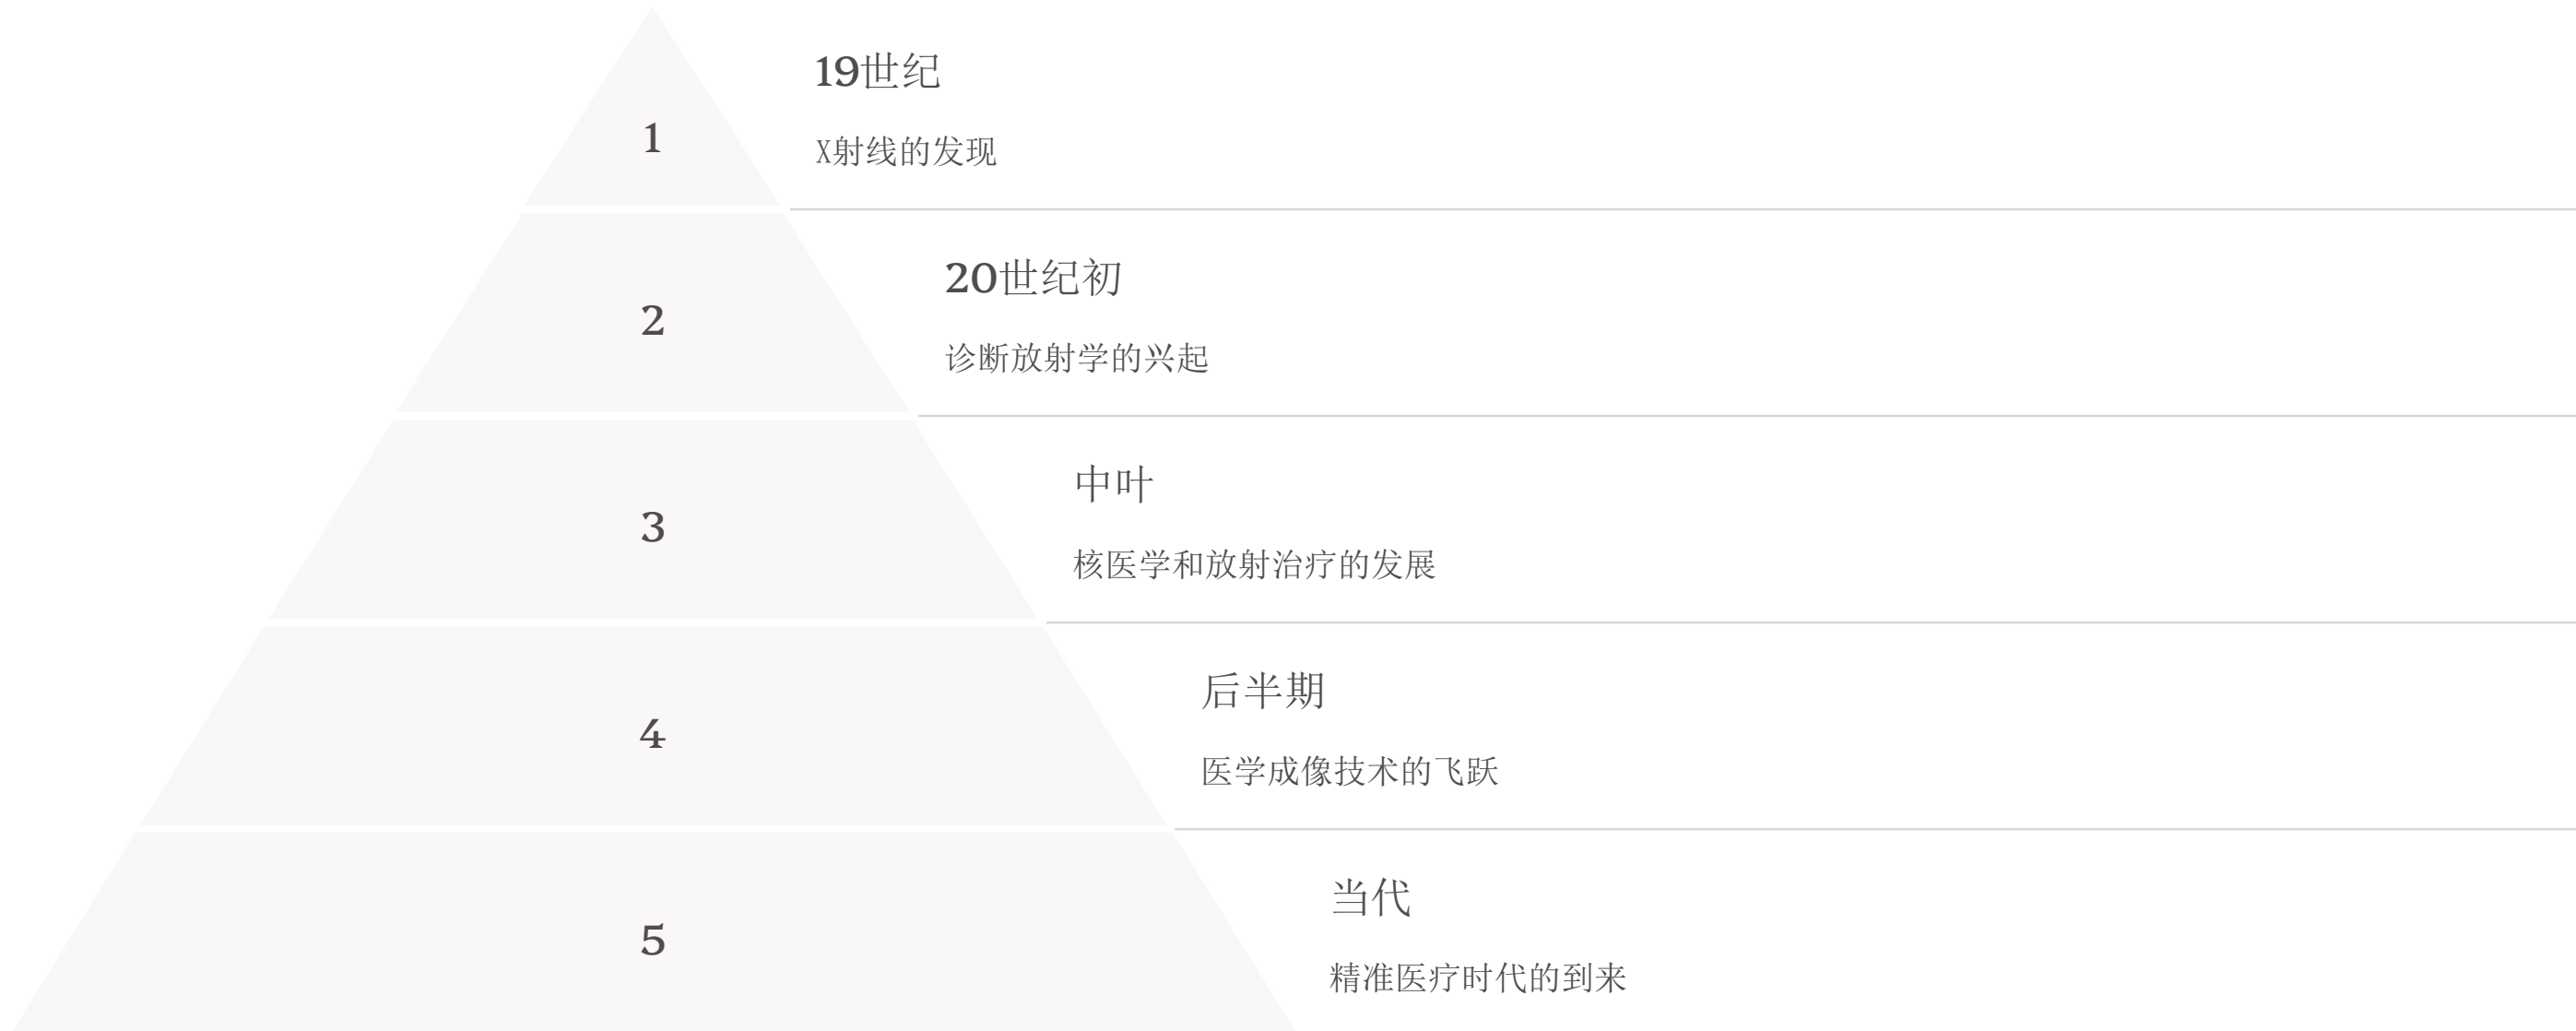 1
19世纪
X射线的发现
2
20世纪初
诊断放射学的兴起
3
中叶
核医学和放射治疗的发展
4
后半期
医学成像技术的飞跃
5
当代
精准医疗时代的到来